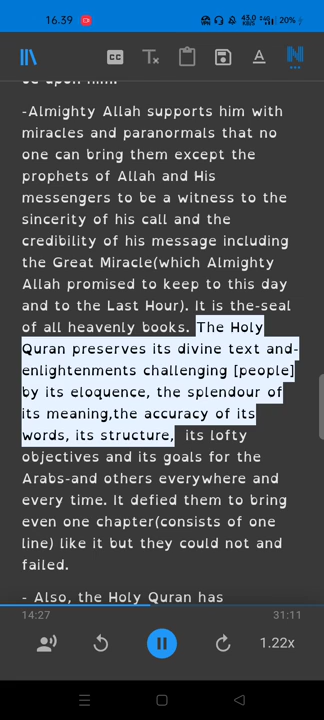 16.39 43.0 KB/S 4G 20%
CC T× A N
-Almighty Allah supports him with
miracles and paranormals that no
one can bring them except the
prophets of Allah and His
messengers to be a witness to the
sincerity of his call and the
credibility of his message including
the Great Miracle(which Almighty
Allah promised to keep to this day
and to the Last Hour). It is the-seal
of all heavenly books. The Holy
Quran preserves its divine text and-
enlightenments challenging [people]
by its eloquence, the splendour of
its meaning,the accuracy of its
words, its structure, its lofty
objectives and its goals for the
Arabs-and others everywhere and
every time. It defied them to bring
even one chapter(consists of one
line) like it but they could not and
failed.
- Also, the Holy Quran has
14:27 31:11
1.22x